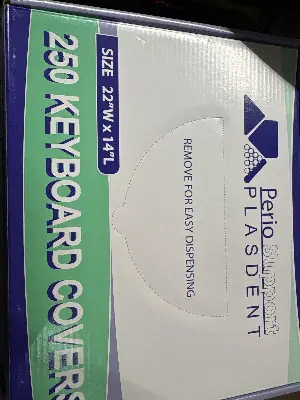 Perio Support
PLASDENT
REMOVE FOR EASY DISPENSING
SIZE 22"W x 14"L
250 KEYBOARD COVERS